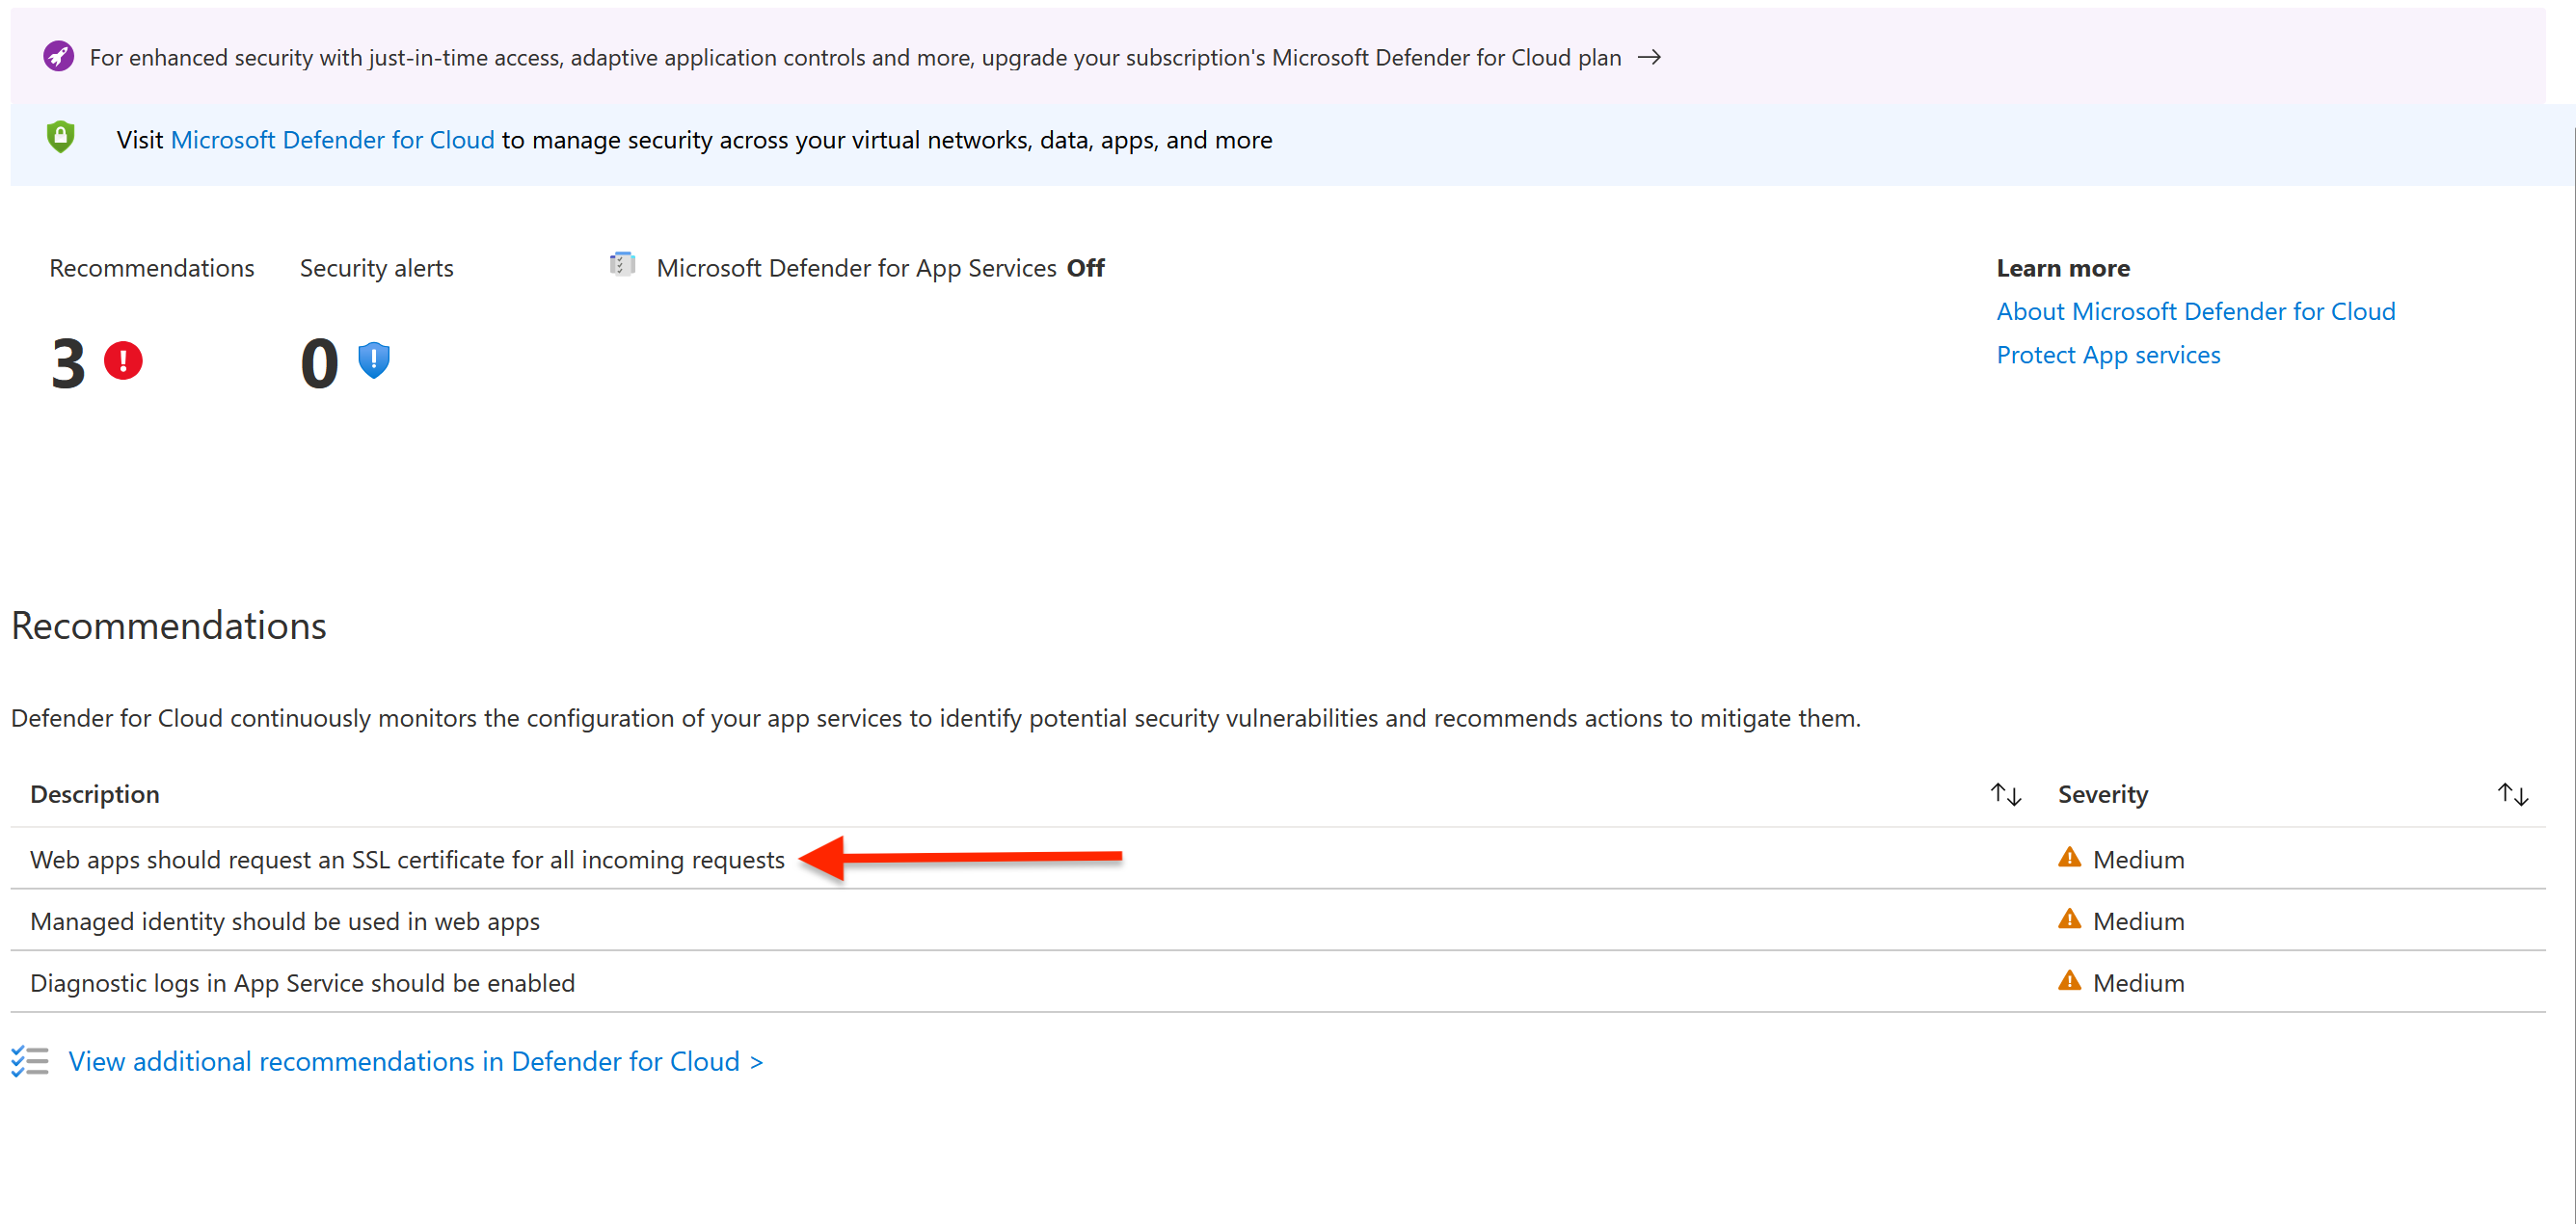 For enhanced security with just-in-time access, adaptive application controls and more, upgrade your subscription's Microsoft Defender for Cloud plan →
Visit Microsoft Defender for Cloud to manage security across your virtual networks, data, apps, and more
Recommendations
Security alerts
Microsoft Defender for App Services Off
Learn more
About Microsoft Defender for Cloud
Protect App services
3
0
Recommendations
Defender for Cloud continuously monitors the configuration of your app services to identify potential security vulnerabilities and recommends actions to mitigate them.
Description ↑↓ Severity ↑↓
Web apps should request an SSL certificate for all incoming requests Medium
Managed identity should be used in web apps Medium
Diagnostic logs in App Service should be enabled Medium
View additional recommendations in Defender for Cloud >